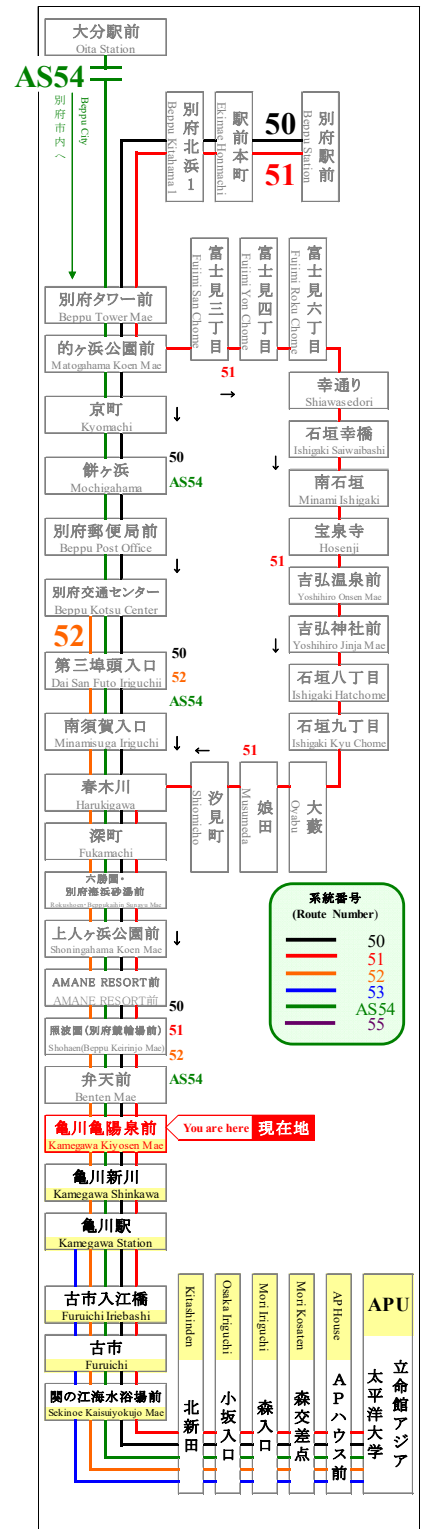 大分駅前
Oita Station
AS54
Beppu City
別府市内へ
別府北浜1
Beppu Kitahama 1
駅前本町
Ekimae Honmachi
50
51
別府駅前
Beppu Station
別府タワー前
Beppu Tower Mae
的ヶ浜公園前
Matogahama Koen Mae
富士見三丁目
Fujimi San Chome
富士見四丁目
Fujimi Yon Chome
富士見六丁目
Fujimi Roku Chome
51
→
幸通り
Shiawasedori
京町
Kyomachi
↓
石垣幸橋
Ishigaki Saiwaibashi
↓
餅ヶ浜
Mochigahama
50
AS54
南石垣
Minami Ishigaki
別府郵便局前
Beppu Post Office
↓
宝泉寺
Hosenji
51
吉弘温泉前
Yoshihiro Onsen Mae
別府交通センター
Beppu Kotsu Center
52
吉弘神社前
Yoshihiro Jinja Mae
↓
第三埠頭入口
Dai San Futo Iriguchii
50
52
AS54
石垣八丁目
Ishigaki Hatchome
南須賀入口
Minamisuga Iriguchi
↓
石垣九丁目
Ishigaki Kyu Chome
←
51
春木川
Harukigawa
汐見町
Shiomicho
娘田
Musumeda
大藪
Oyabu
深町
Fukamachi
六勝園・
別府海浜砂湯前
Rokushoen・Beppukaihin Sunayu Mae
上人ヶ浜公園前
Shoningahama Koen Mae
↓
AMANE RESORT前
AMANE RESORT前
50
照波園(別府競輪場前)
Shohaen(Beppu Keirinjo Mae)
51
52
弁天前
Benten Mae
AS54
系統番号
(Route Number)
50
51
52
53
AS54
55
亀川亀陽泉前
Kamegawa Kiyosen Mae
You are here 現在地
亀川新川
Kamegawa Shinkawa
亀川駅
Kamegawa Station
古市入江橋
Furuichi Iriebashi
古市
Furuichi
関の江海水浴場前
Sekinoe Kaisuiyokujo Mae
Kitashinden
北新田
Osaka Iriguchi
小坂入口
Mori Iriguchi
森入口
Mori Kosaten
森交差点
AP House
APハウス前
APU
立命館アジア
太平洋大学